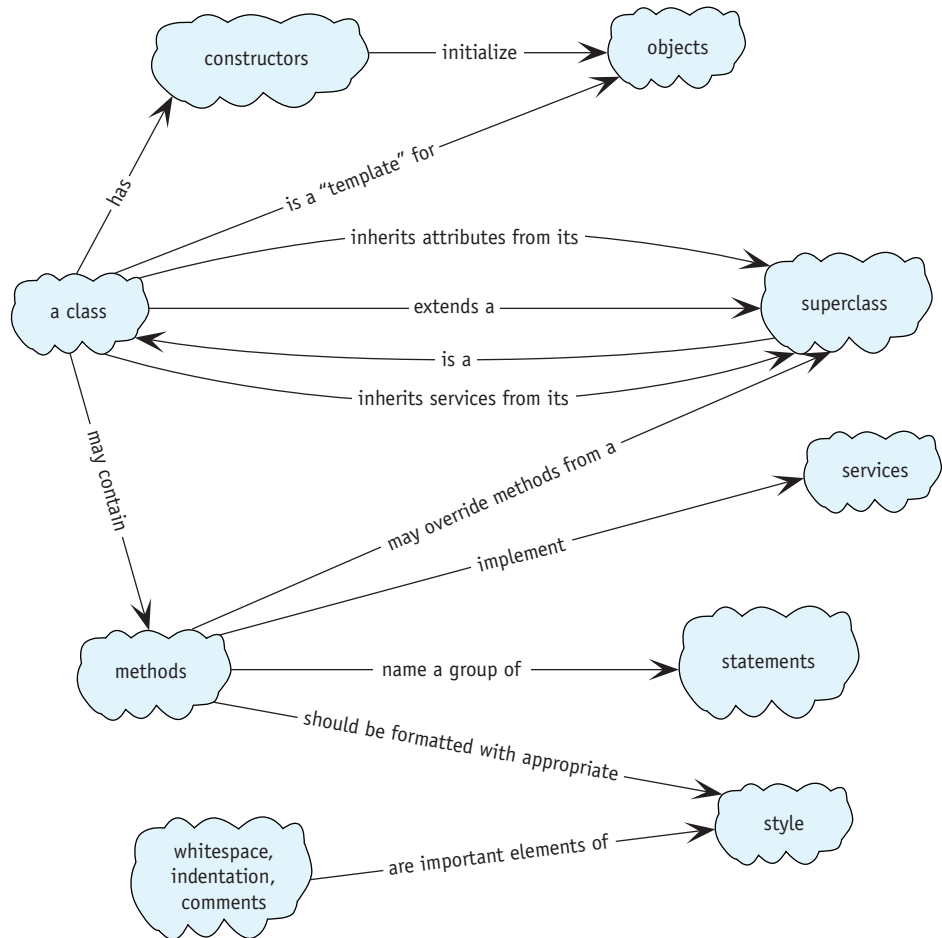 constructors
initialize
objects
has
is a “template” for
inherits attributes from its
a class
extends a
superclass
is a
inherits services from its
may contain
may override methods from a
services
implement
methods
name a group of
statements
should be formatted with appropriate
style
whitespace,
indentation,
comments
are important elements of